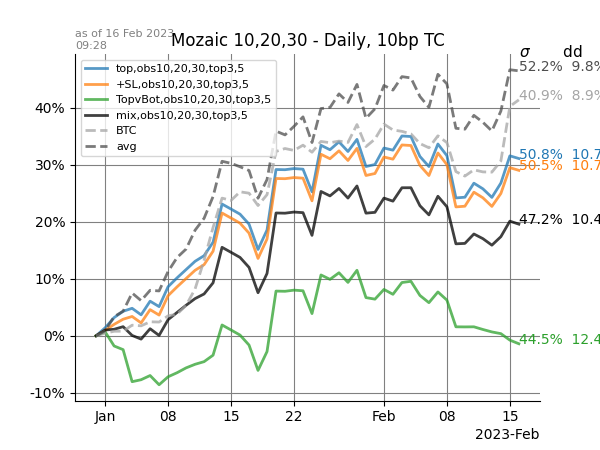 as of 16 Feb 2023
09:28
Mozaic 10,20,30 - Daily, 10bp TC
σ dd
top,obs10,20,30,top3,5
+SL,obs10,20,30,top3,5
TopvBot,obs10,20,30,top3,5
mix,obs10,20,30,top3,5
BTC
avg
52.2% 9.8%
40.9% 8.9%
50.8% 10.7
50.5% 10.7
47.2% 10.4
44.5% 12.4
40%
30%
20%
10%
0%
-10%
Jan 08 15 22 Feb 08 15
2023-Feb